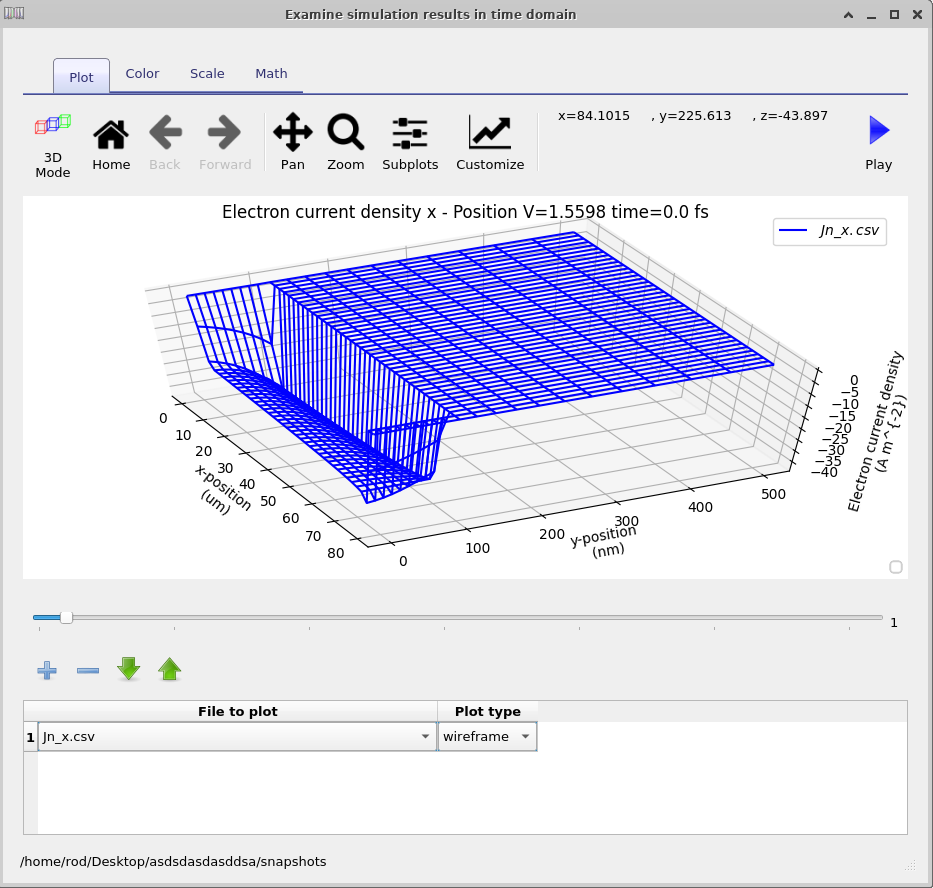 Examine simulation results in time domain
Plot
Color
Scale
Math
3D
Mode
Home
Back
Forward
Pan
Zoom
Subplots
Customize
x=84.1015 , y=225.613 , z=-43.897
Play
Electron current density x - Position V=1.5598 time=0.0 fs
Jn_x.csv
0
10
20
30
40
50
60
70
80
x-position
(um)
0
100
200
300
400
500
y-position
(nm)
0
−5
−10
−15
−20
−25
−30
−35
−40
Electron current density
(A m^{-2})
1
File to plot
Plot type
1
Jn_x.csv
wireframe
/home/rod/Desktop/asdsdasdasddsa/snapshots